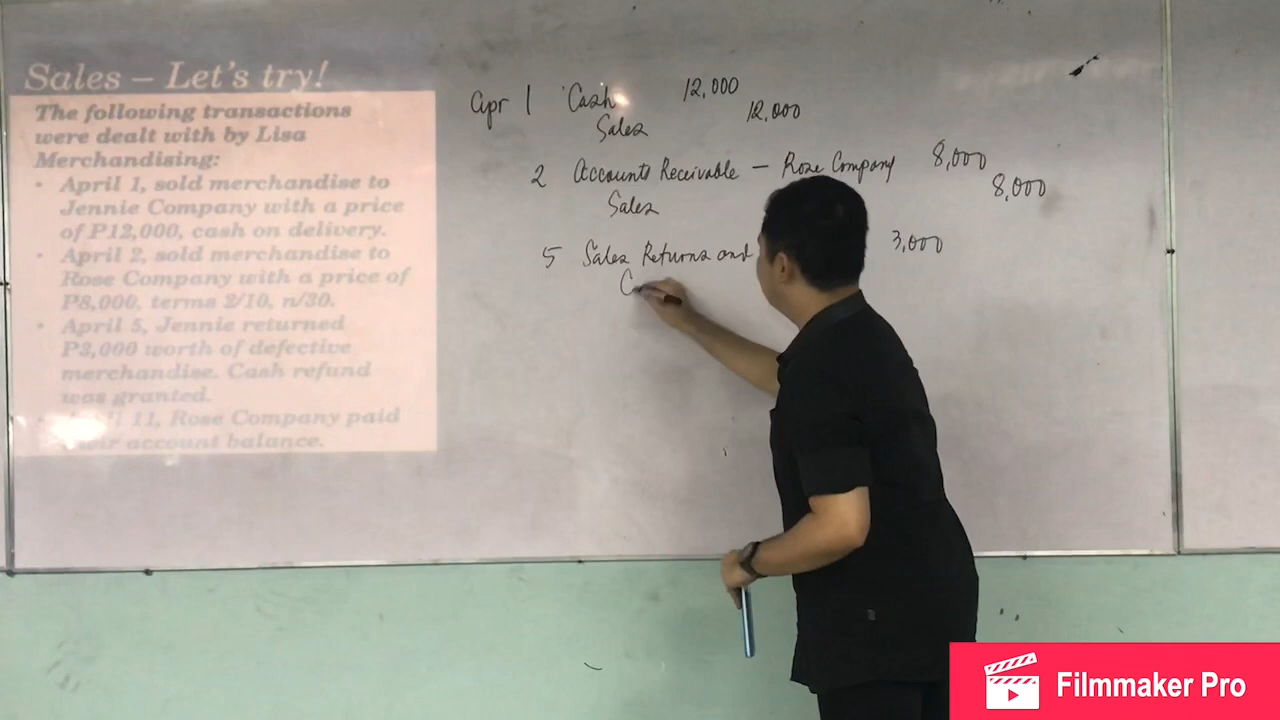 Sales – Let's try!
The following transactions
were dealt with by Lisa
Merchandising:
• April 1, sold merchandise to
Jennie Company with a price
of P12,000, cash on delivery.
• April 2, sold merchandise to
Rose Company with a price of
P8,000, terms 2/10, n/30.
• April 5, Jennie returned
P3,000 worth of defective
merchandise. Cash refund
was granted.
11, Rose Company paid
their account balance.
Apr 1 Cash 12,000
Sales 12,000
2 Accounts Receivable — Rose Company 8,000
Sales 8,000
5 Sales Returns and 3,000
C
Filmmaker Pro